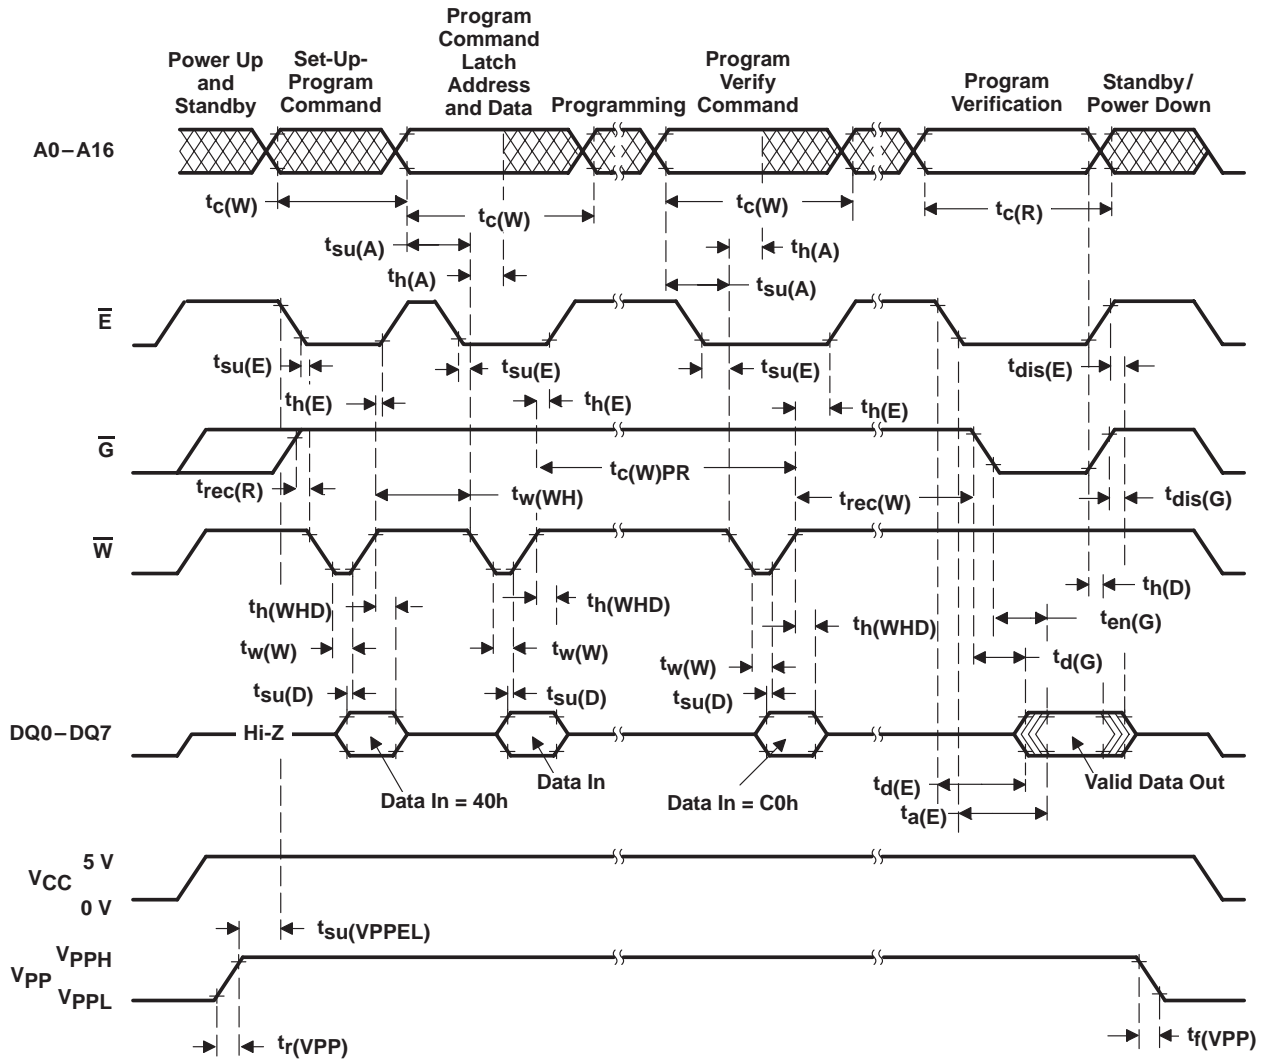 Power Up
and
Standby
Set-Up-
Program
Command
Program
Command
Latch
Address
and Data
Programming
Program
Verify
Command
Program
Verification
Standby/
Power Down
A0–A16
tc(W)
tc(W)
tc(W)
tc(R)
tsu(A)
th(A)
th(A)
tsu(A)
E
tsu(E)
tsu(E)
tsu(E)
tdis(E)
th(E)
th(E)
th(E)
G
trec(R)
tw(WH)
tc(W)PR
trec(W)
tdis(G)
W
th(WHD)
th(WHD)
th(WHD)
th(D)
ten(G)
tw(W)
tw(W)
tw(W)
td(G)
tsu(D)
tsu(D)
tsu(D)
DQ0–DQ7
Hi-Z
Data In = 40h
Data In
Data In = C0h
Valid Data Out
td(E)
ta(E)
5 V
VCC
0 V
tsu(VPPEL)
VPPH
VPP
VPPL
tr(VPP)
tf(VPP)